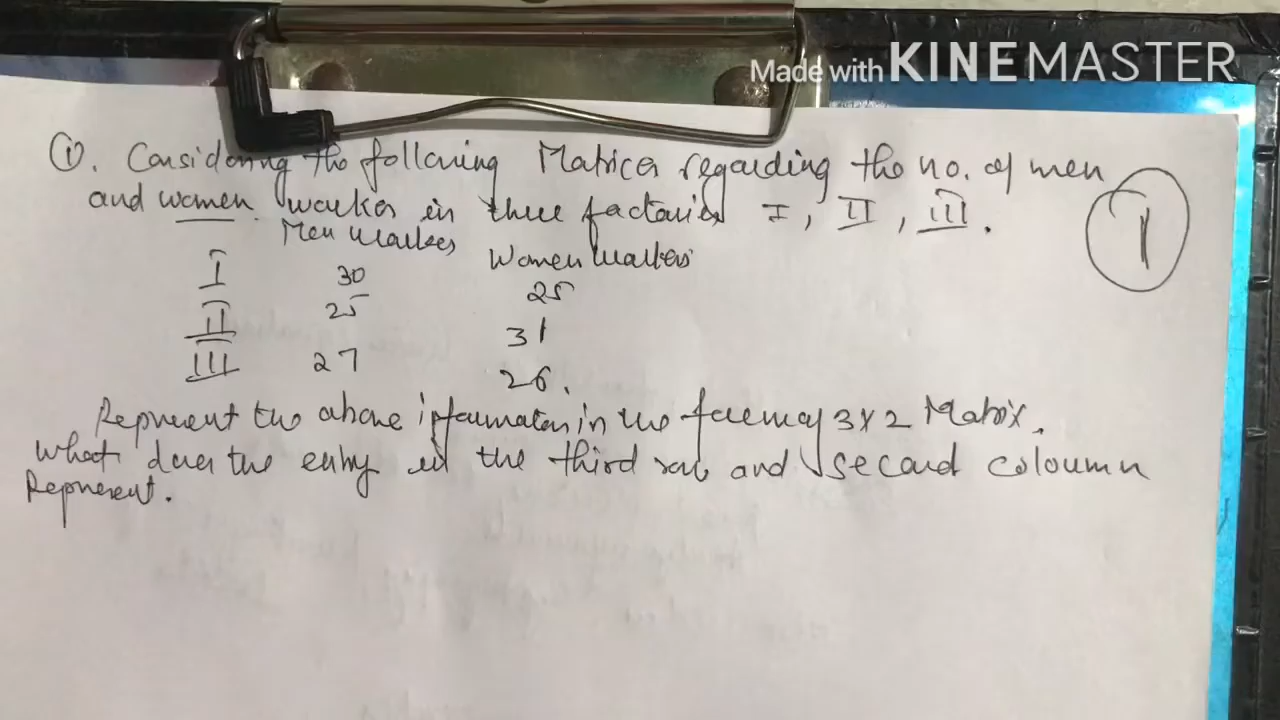 Made with KINEMASTER
①. Considering the following Matrices regarding the no. of men
and women worker in three factories I, II, III.
Men workers Women workers
I 30 25
II 25 31
III 27 26.
Represent the above information in the form of 3 x 2 Matrix.
What does the entry in the third row and second coloumn
Represent.
1